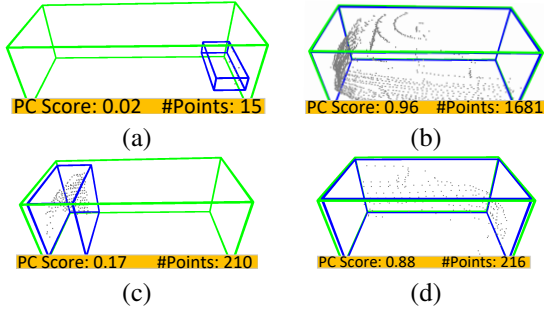 PC Score: 0.02 #Points: 15
PC Score: 0.96 #Points: 1681
(a) (b)
PC Score: 0.17 #Points: 210
PC Score: 0.88 #Points: 216
(c) (d)